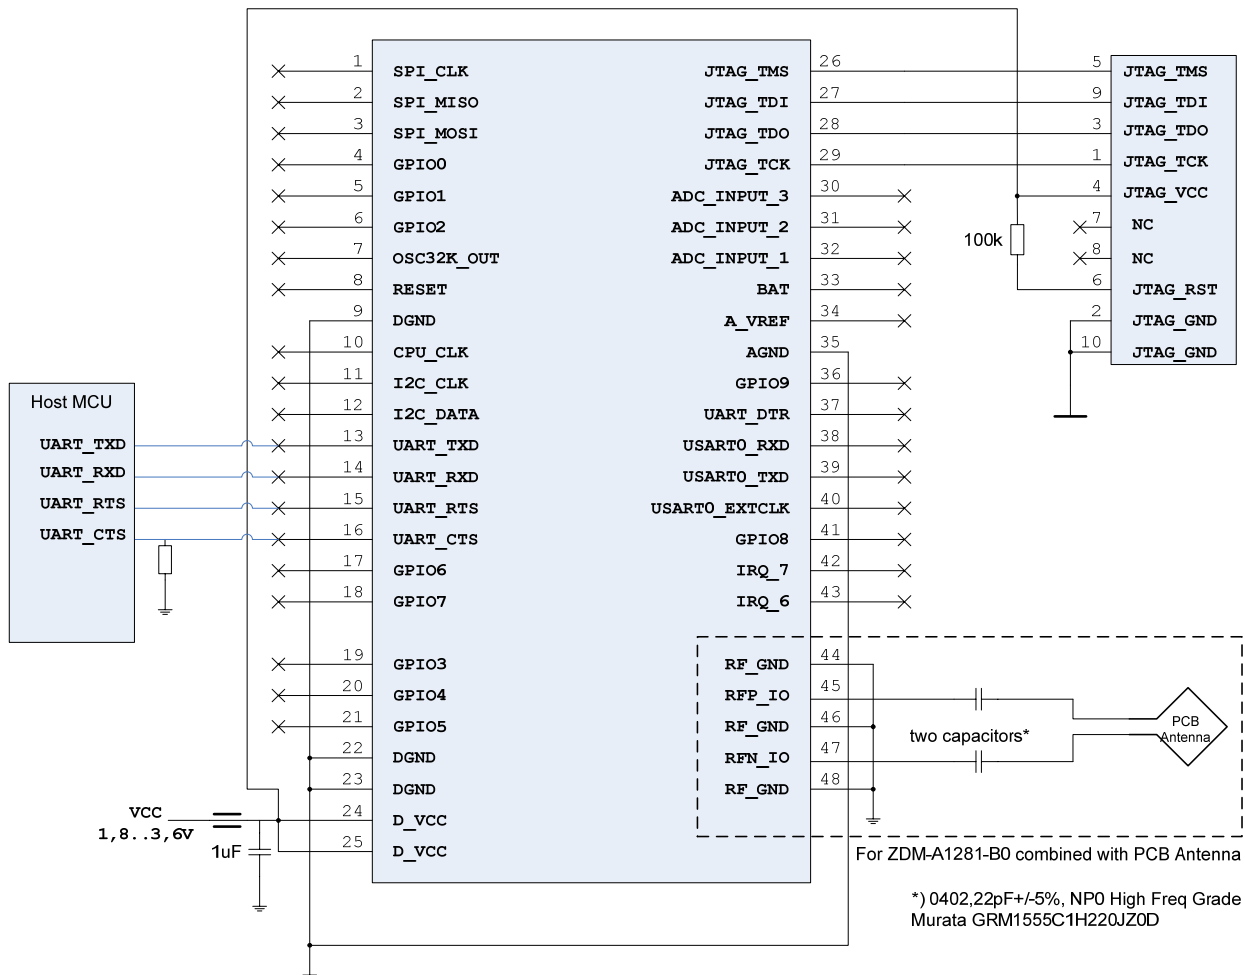 1 SPI_CLK JTAG_TMS 26 5 JTAG_TMS
2 SPI_MISO JTAG_TDI 27 9 JTAG_TDI
3 SPI_MOSI JTAG_TDO 28 3 JTAG_TDO
4 GPIO0 JTAG_TCK 29 1 JTAG_TCK
5 GPIO1 ADC_INPUT_3 30 4 JTAG_VCC
6 GPIO2 ADC_INPUT_2 31 7 NC
100k
7 OSC32K_OUT ADC_INPUT_1 32 8 NC
8 RESET BAT 33 6 JTAG_RST
9 DGND A_VREF 34 2 JTAG_GND
10 CPU_CLK AGND 35 10 JTAG_GND
11 I2C_CLK GPIO9 36
Host MCU
12 I2C_DATA UART_DTR 37
UART_TXD 13 UART_TXD USART0_RXD 38
UART_RXD 14 UART_RXD USART0_TXD 39
UART_RTS 15 UART_RTS USART0_EXTCLK 40
UART_CTS 16 UART_CTS GPIO8 41
17 GPIO6 IRQ_7 42
18 GPIO7 IRQ_6 43
19 GPIO3 RF_GND 44
20 GPIO4 RFP_IO 45
21 GPIO5 RF_GND 46
PCB
Antenna
two capacitors*
22 DGND RFN_IO 47
23 DGND RF_GND 48
VCC 24 D_VCC
1,8..3,6V
1uF 25 D_VCC
For ZDM-A1281-B0 combined with PCB Antenna
*) 0402,22pF+/-5%, NP0 High Freq Grade
Murata GRM1555C1H220JZ0D